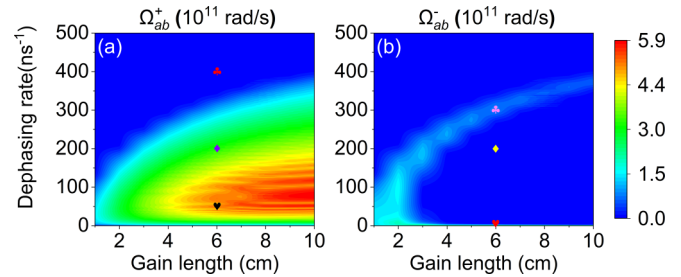 Ω⁺ab (10¹¹ rad/s)
Ω⁻ab (10¹¹ rad/s)
(a)
(b)
Dephasing rate(ns⁻¹)
500
400
300
200
100
0
2 4 6 8 10
Gain length (cm)
500
400
300
200
100
0
2 4 6 8 10
Gain length (cm)
5.9
4.4
3.0
1.5
0.0